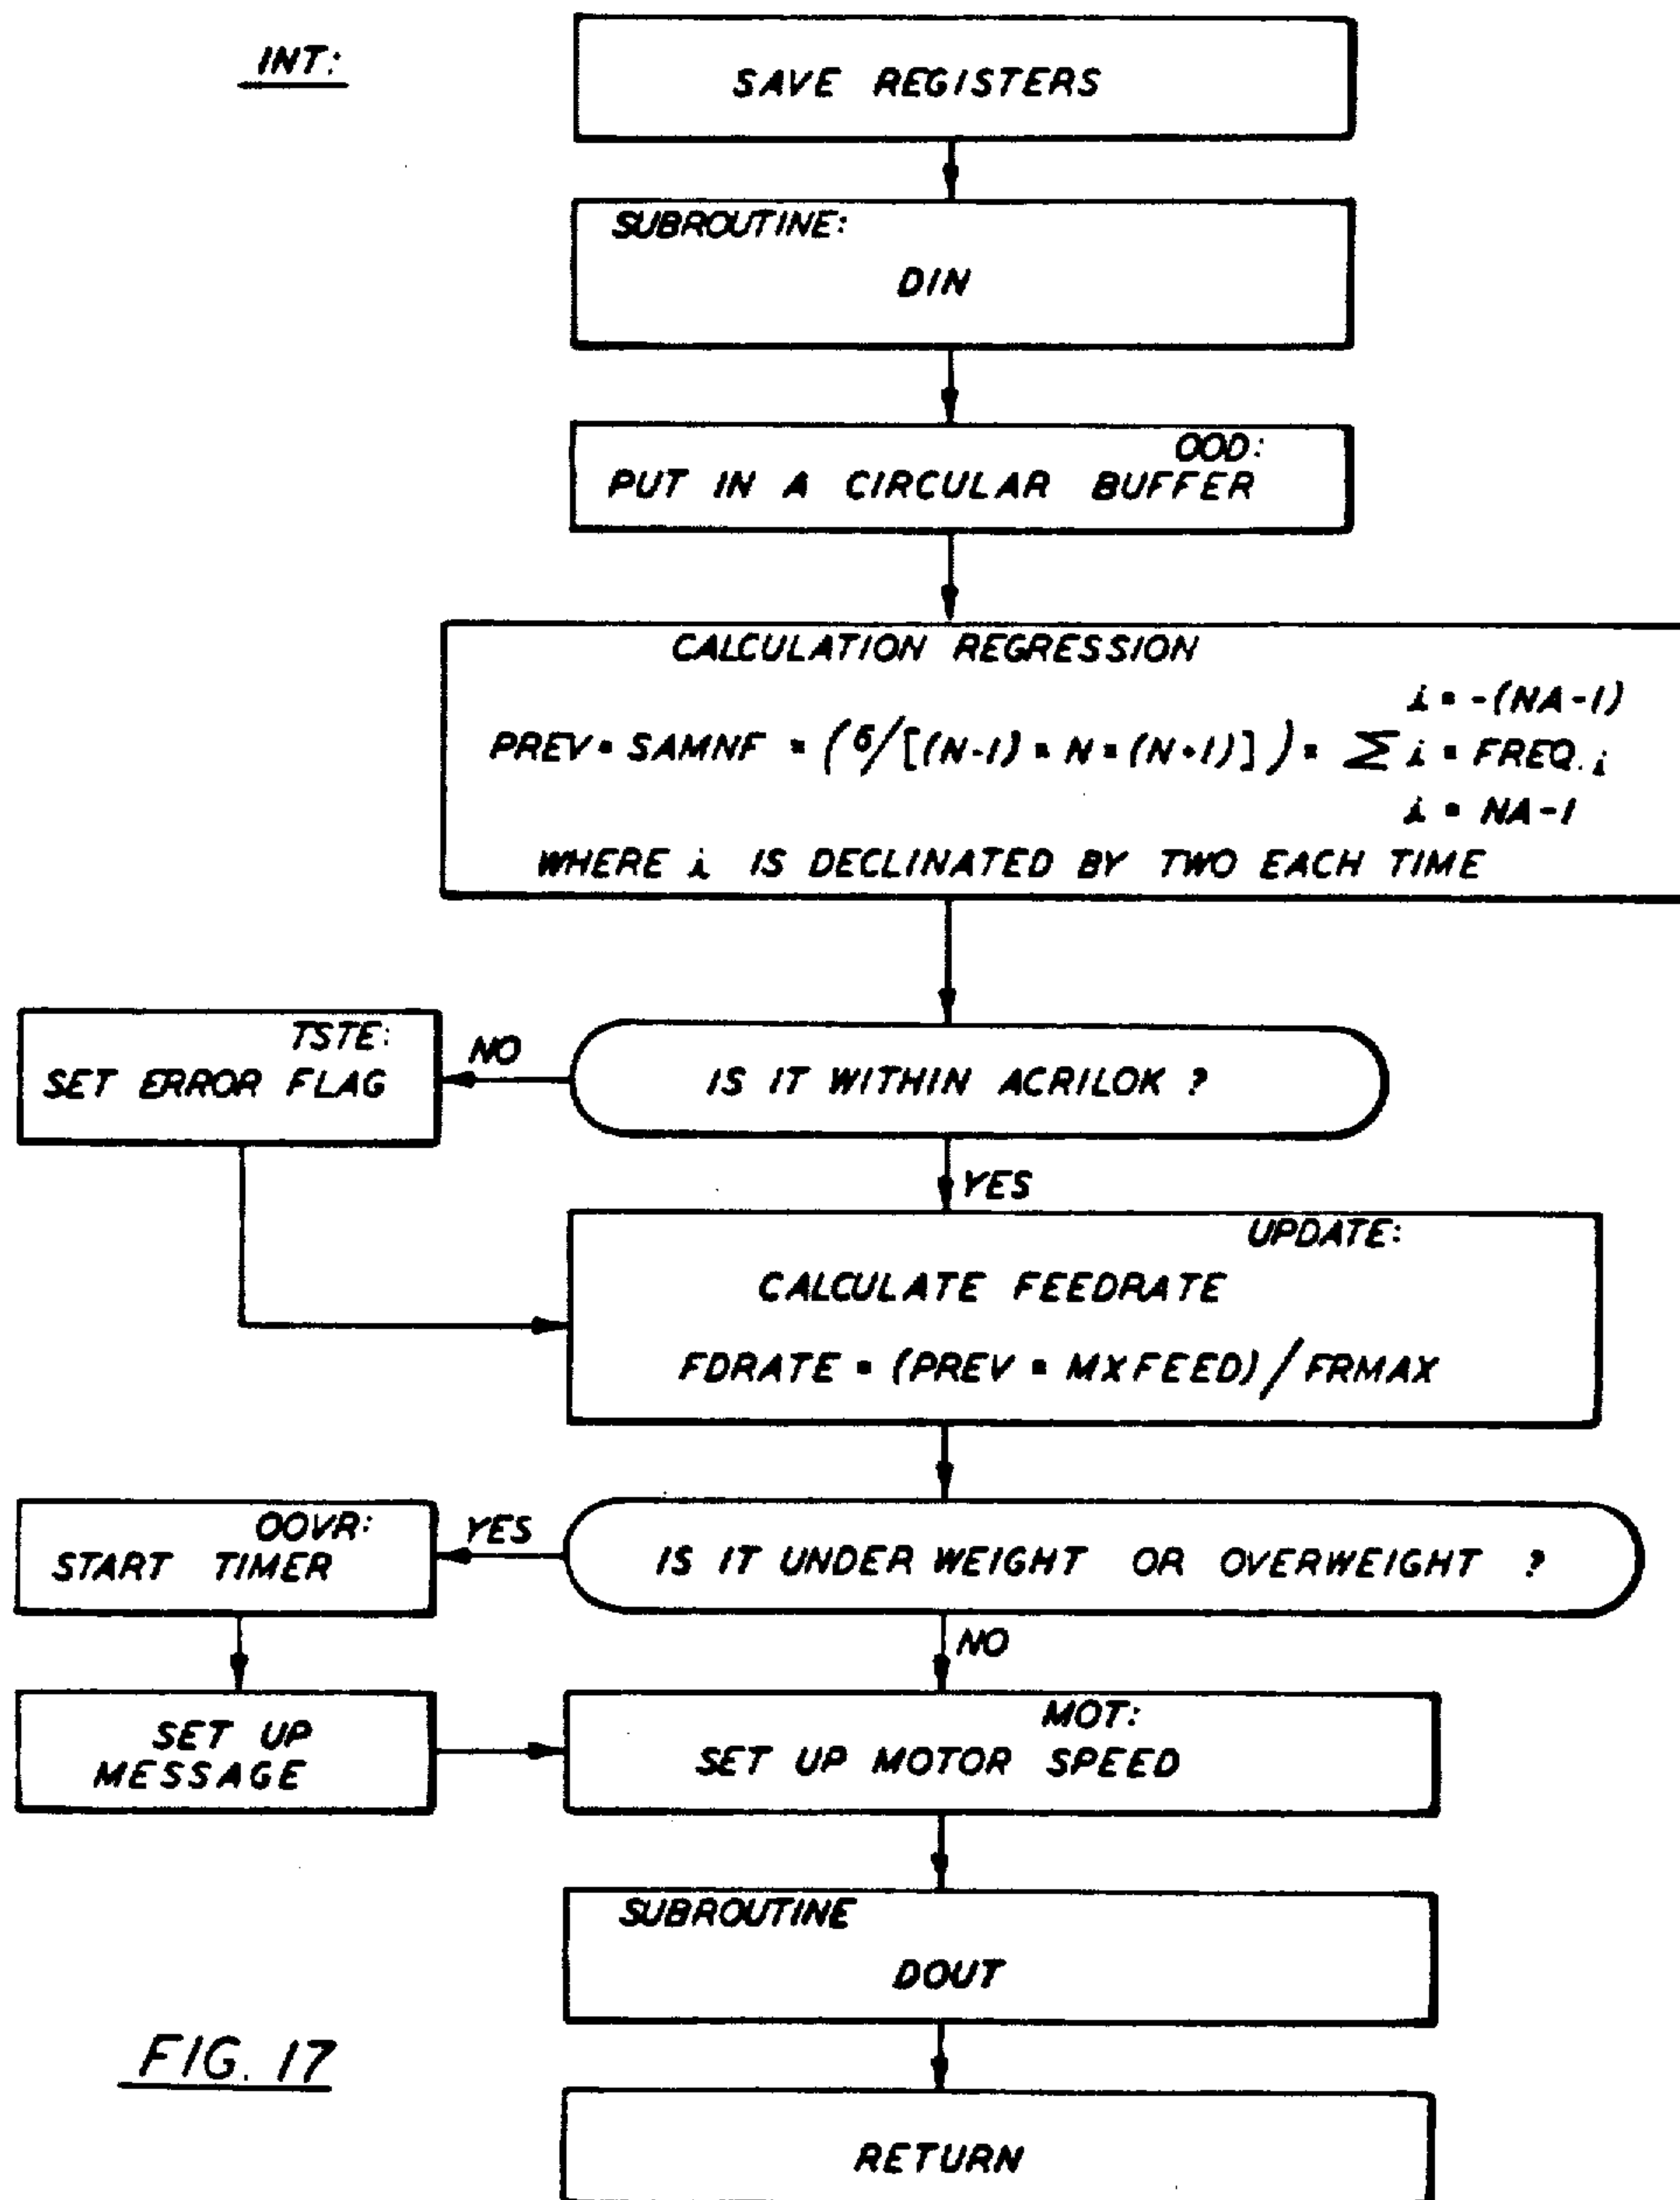 INT:
SAVE REGISTERS
SUBROUTINE:
DIN
OOD:
PUT IN A CIRCULAR BUFFER
CALCULATION REGRESSION
i = -(NA-1)
PREV = SAMNF * (6/[(N-1) * N * (N+1)]) * Σ i * FREQ.i
i = NA-1
WHERE i IS DECLINATED BY TWO EACH TIME
TSTE:
SET ERROR FLAG
NO
IS IT WITHIN ACRILOK ?
YES
UPDATE:
CALCULATE FEEDRATE
FDRATE = (PREV * MXFEED)/FRMAX
OOVR:
START TIMER
YES
IS IT UNDER WEIGHT OR OVERWEIGHT ?
NO
SET UP
MESSAGE
MOT:
SET UP MOTOR SPEED
SUBROUTINE
DOUT
FIG. 17
RETURN